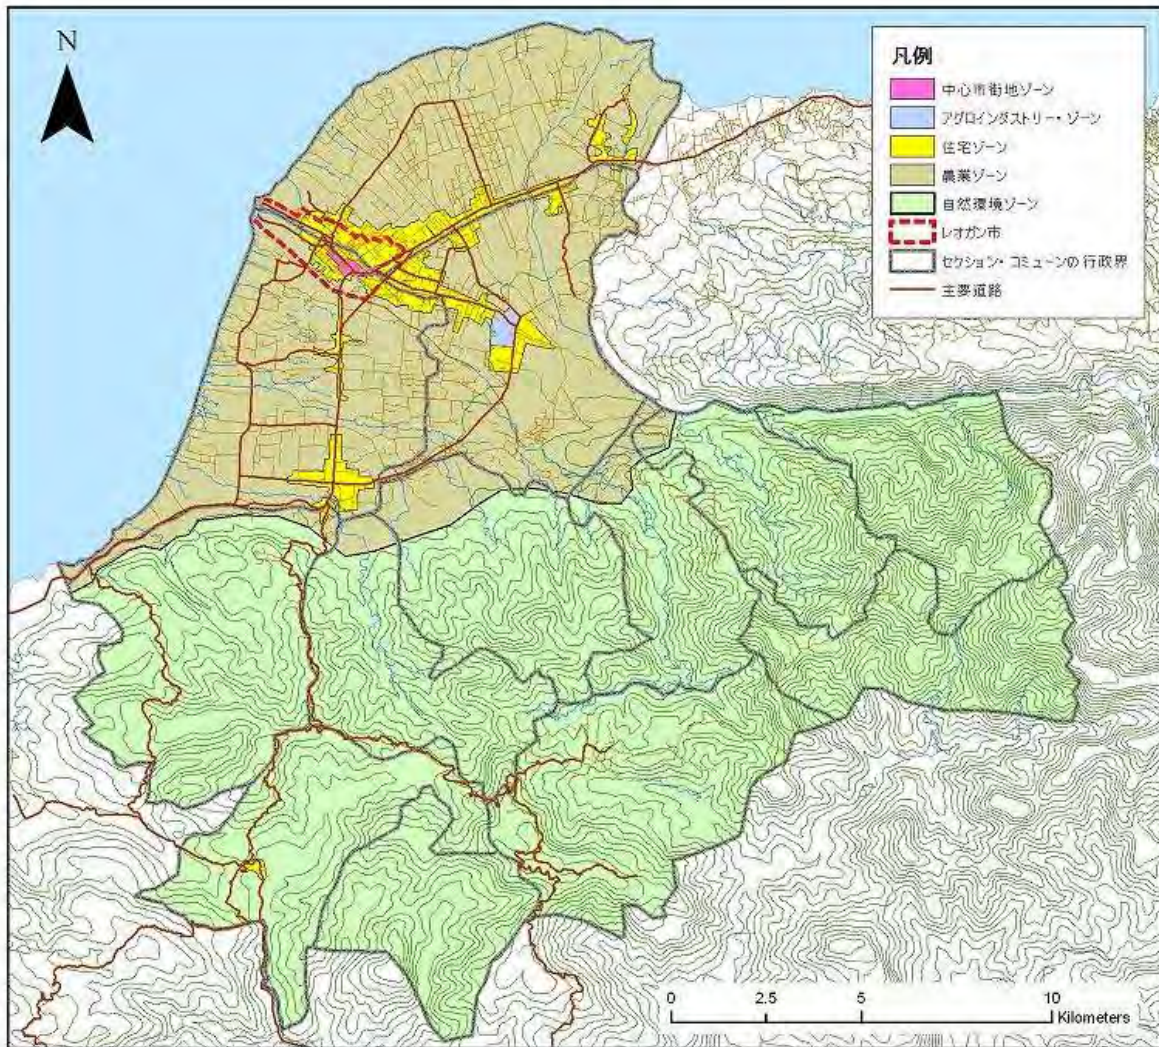 N
凡例
中心市街地ゾーン
アグロインダストリー・ゾーン
住宅ゾーン
農業ゾーン
自然環境ゾーン
レオガン市
セクション・コミューンの行政界
主要道路
0 2.5 5 10
Kilometers